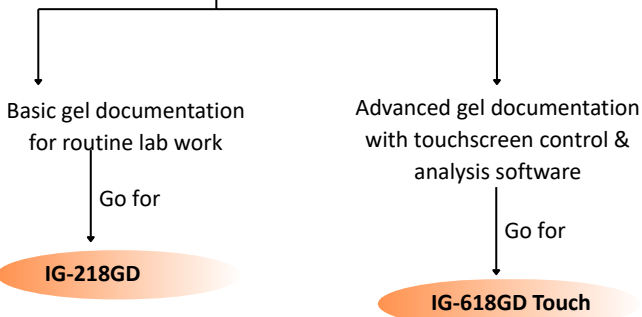 Basic gel documentation
for routine lab work
Go for
IG-218GD
Advanced gel documentation
with touchscreen control &
analysis software
Go for
IG-618GD Touch